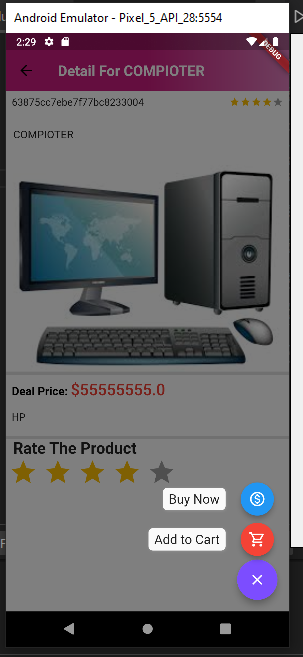 Android Emulator - Pixel_5_API_28:5554
2:29
DEBUG
Detail For COMPIOTER
63875cc7ebe7f77bc8233004
COMPIOTER
Deal Price: $55555555.0
HP
Rate The Product
Buy Now
Add to Cart